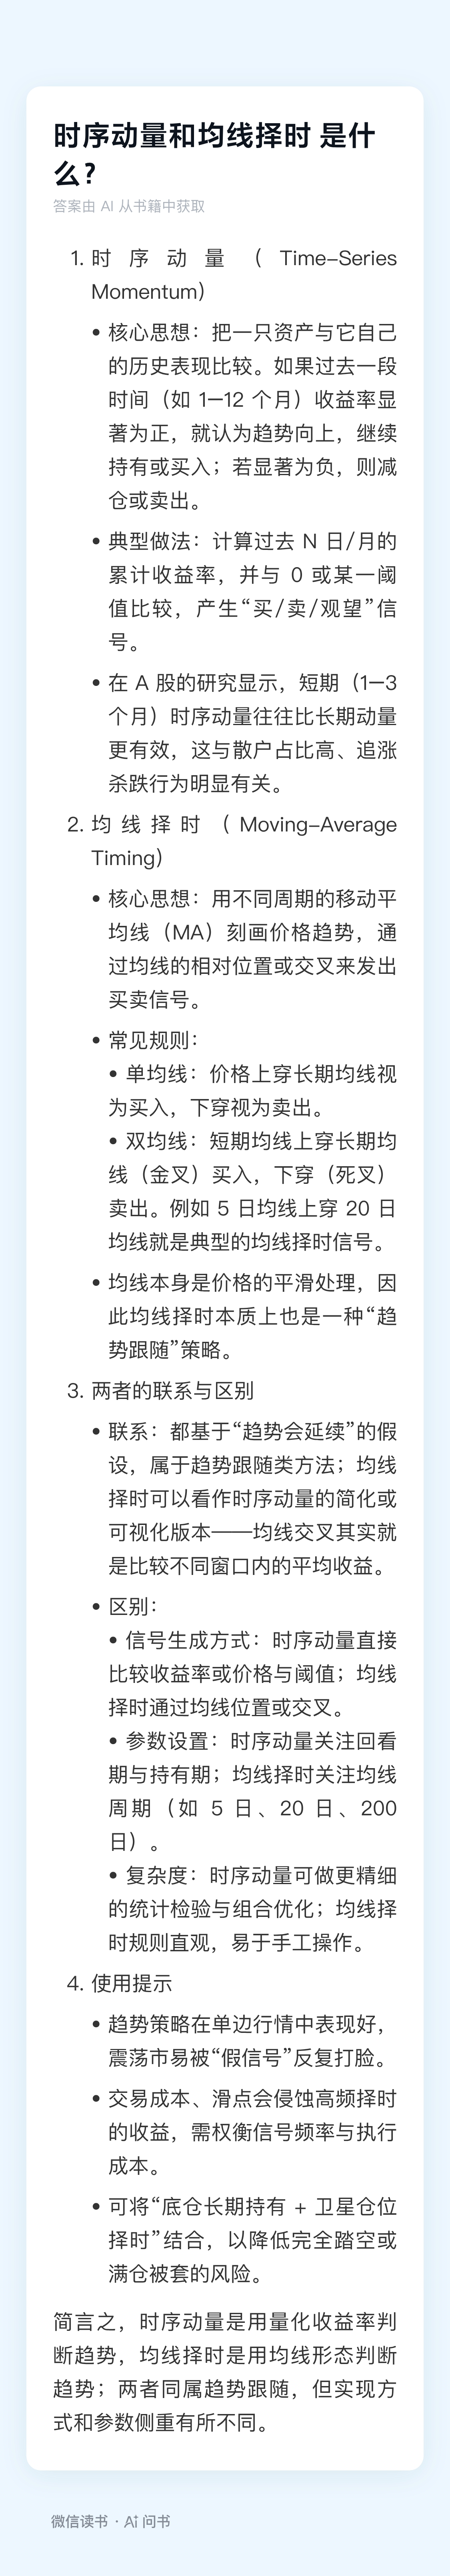 时序动量和均线择时 是什
么？
答案由 AI 从书籍中获取
1. 时序动量（Time-Series
Momentum）
• 核心思想：把一只资产与它自己
的历史表现比较。如果过去一段
时间（如 1—12 个月）收益率显
著为正，就认为趋势向上，继续
持有或买入；若显著为负，则减
仓或卖出。
• 典型做法：计算过去 N 日/月的
累计收益率，并与 0 或某一阈
值比较，产生“买/卖/观望”信
号。
• 在 A 股的研究显示，短期（1—3
个月）时序动量往往比长期动量
更有效，这与散户占比高、追涨
杀跌行为明显有关。
2. 均线择时（Moving-Average
Timing）
• 核心思想：用不同周期的移动平
均线（MA）刻画价格趋势，通
过均线的相对位置或交叉来发出
买卖信号。
• 常见规则：
• 单均线：价格上穿长期均线视
为买入，下穿视为卖出。
• 双均线：短期均线上穿长期均
线（金叉）买入，下穿（死叉）
卖出。例如 5 日均线上穿 20 日
均线就是典型的均线择时信号。
• 均线本身是价格的平滑处理，因
此均线择时本质上也是一种“趋
势跟随”策略。
3. 两者的联系与区别
• 联系：都基于“趋势会延续”的假
设，属于趋势跟随类方法；均线
择时可以看作时序动量的简化或
可视化版本——均线交叉其实就
是比较不同窗口内的平均收益。
• 区别：
• 信号生成方式：时序动量直接
比较收益率或价格与阈值；均线
择时通过均线位置或交叉。
• 参数设置：时序动量关注回看
期与持有期；均线择时关注均线
周期（如 5 日、20 日、200
日）。
• 复杂度：时序动量可做更精细
的统计检验与组合优化；均线择
时规则直观，易于手工操作。
4. 使用提示
• 趋势策略在单边行情中表现好，
震荡市易被“假信号”反复打脸。
• 交易成本、滑点会侵蚀高频择时
的收益，需权衡信号频率与执行
成本。
• 可将“底仓长期持有 + 卫星仓位
择时”结合，以降低完全踏空或
满仓被套的风险。
简言之，时序动量是用量化收益率判
断趋势，均线择时是用均线形态判断
趋势；两者同属趋势跟随，但实现方
式和参数侧重有所不同。
微信读书 · AI 问书